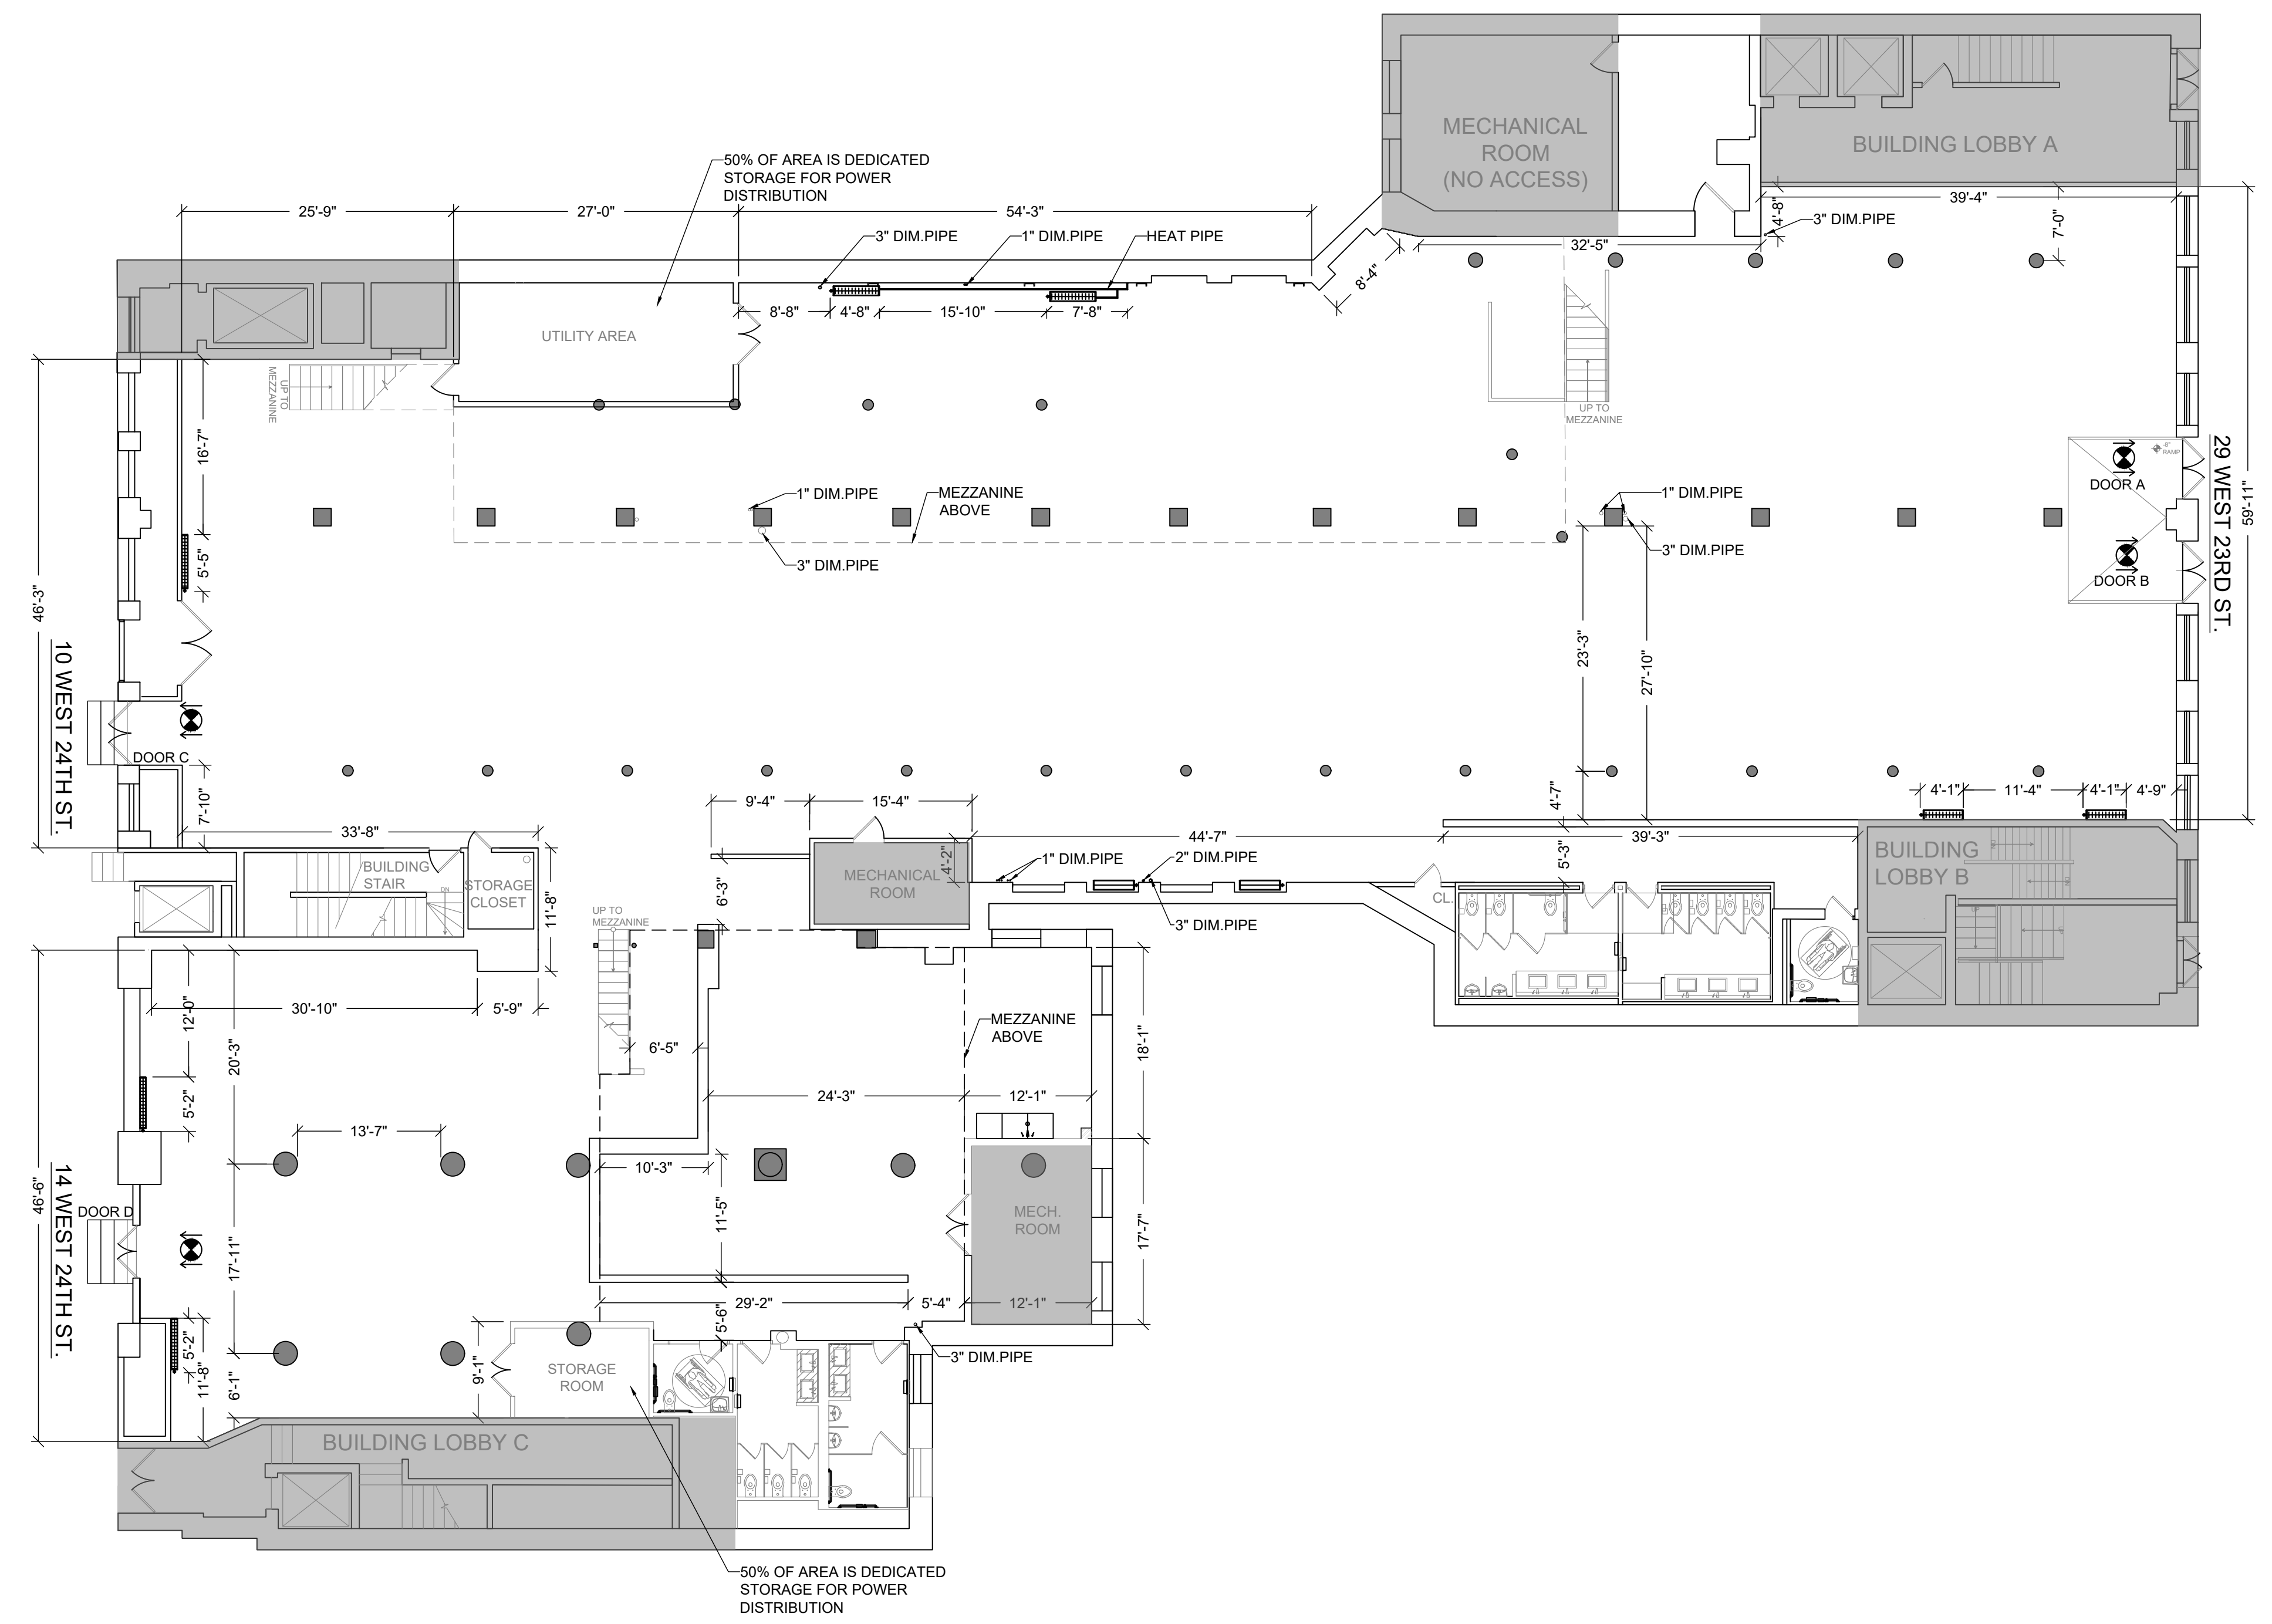 MECHANICAL
ROOM
(NO ACCESS)
BUILDING LOBBY A
50% OF AREA IS DEDICATED
STORAGE FOR POWER
DISTRIBUTION
25'-9"
27'-0"
54'-3"
39'-4"
4'-8"
3" DIM.PIPE
7'-0"
3" DIM.PIPE
1" DIM.PIPE
HEAT PIPE
32'-5"
8'-4"
8'-8"
4'-8"
15'-10"
7'-8"
UTILITY AREA
UP TO
MEZZANINE
UP TO
MEZZANINE
16'-7"
5'-5"
46'-3"
1" DIM.PIPE
MEZZANINE
ABOVE
3" DIM.PIPE
1" DIM.PIPE
3" DIM.PIPE
-8"
RAMP
DOOR A
DOOR B
29 WEST 23RD ST.
59'-11"
23'-3"
27'-10"
10 WEST 24TH ST.
DOOR C
7'-10"
33'-8"
9'-4"
15'-4"
4'-7"
4'-1"
11'-4"
4'-1"
4'-9"
44'-7"
39'-3"
BUILDING
STAIR
DN
STORAGE
CLOSET
11'-8"
6'-3"
MECHANICAL
ROOM
4'-2"
1" DIM.PIPE
2" DIM.PIPE
3" DIM.PIPE
5'-3"
CL.
BUILDING
LOBBY B
DN
DN
UP
UP TO
MEZZANINE
30'-10"
5'-9"
12'-0"
20'-3"
5'-2"
6'-5"
MEZZANINE
ABOVE
18'-1"
24'-3"
12'-1"
13'-7"
10'-3"
46'-6"
14 WEST 24TH ST.
DOOR D
17'-11"
11'-5"
MECH.
ROOM
17'-7"
29'-2"
5'-4"
12'-1"
5'-6"
3" DIM.PIPE
5'-2"
11'-8"
6'-1"
9'-1"
STORAGE
ROOM
BUILDING LOBBY C
50% OF AREA IS DEDICATED
STORAGE FOR POWER
DISTRIBUTION